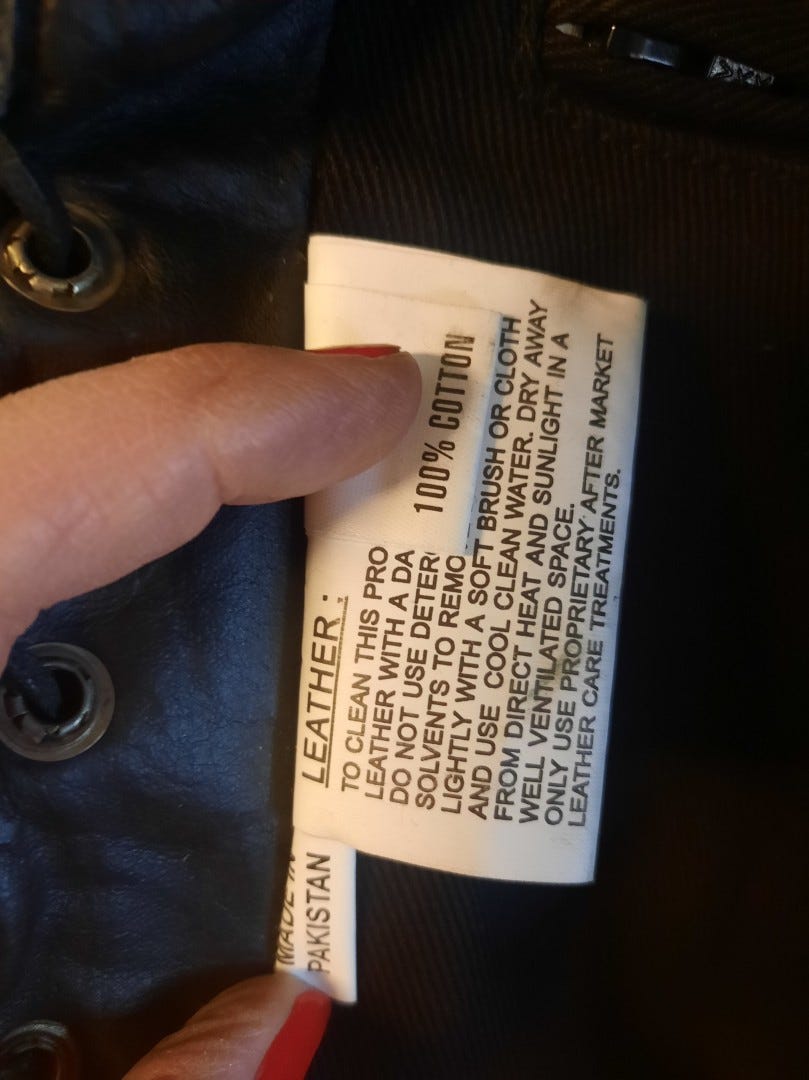 100% COTTON
LEATHER :
TO CLEAN THIS PRO
LEATHER WITH A DA
DO NOT USE DETER
SOLVENTS TO REMO
LIGHTLY WITH A SOFT BRUSH OR CLOTH
AND USE COOL CLEAN WATER. DRY AWAY
FROM DIRECT HEAT AND SUNLIGHT IN A
WELL VENTILATED SPACE.
ONLY USE PROPRIETARY AFTER MARKET
LEATHER CARE TREATMENTS.
MADE IN
PAKISTAN